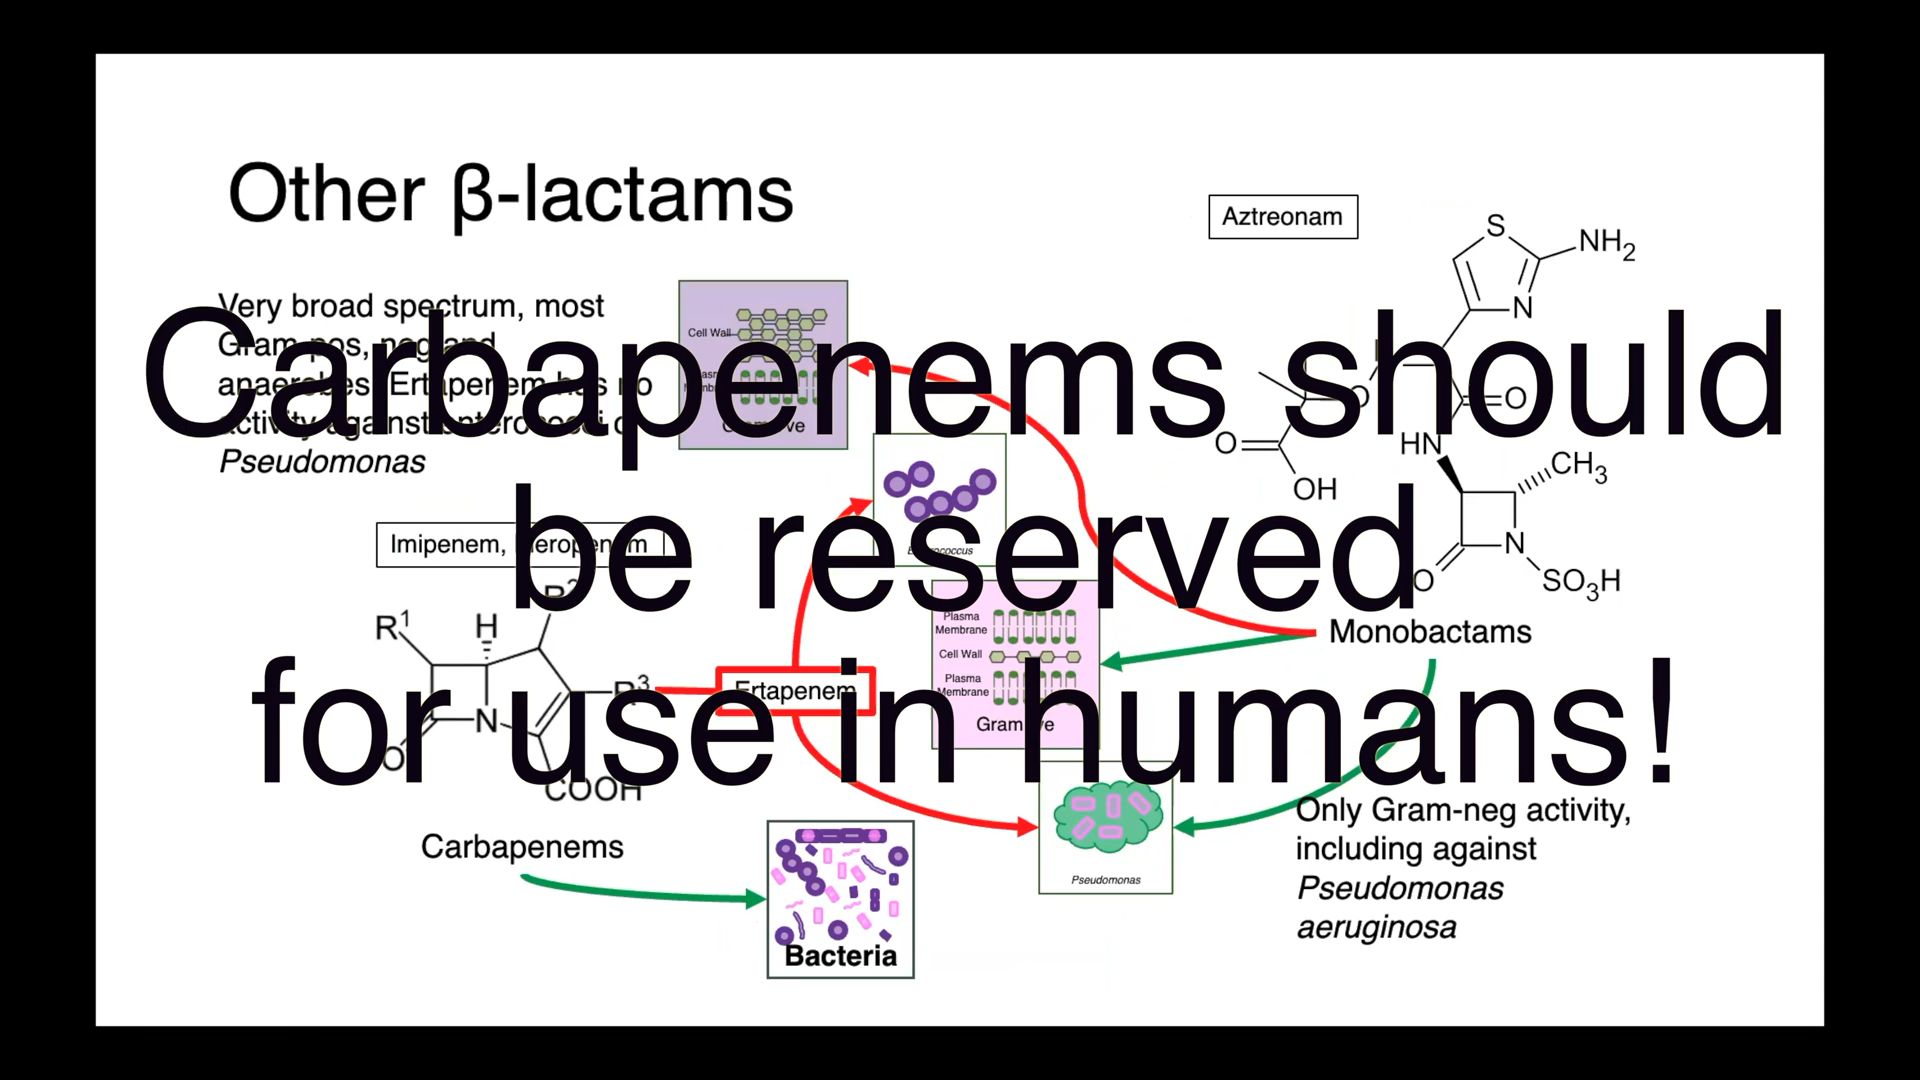 Other β-lactams
Aztreonam
Very broad spectrum, most
Gram-pos, neg and
anaerobes. Ertapenem has no
activity against enterococci or
Pseudomonas
Carbapenems should
be reserved
for use in humans!
Cell Wall
Plasma
Membrane
Gram +ve
Enterococcus
Imipenem, Meropenem
R1
H
R2
R3
N
O
COOH
Ertapenem
Carbapenems
Plasma
Membrane
Cell Wall
Plasma
Membrane
Gram -ve
S
NH2
N
O
O
O
HN
OH
CH3
N
O
SO3H
Monobactams
Pseudomonas
Only Gram-neg activity,
including against
Pseudomonas
aeruginosa
Bacteria